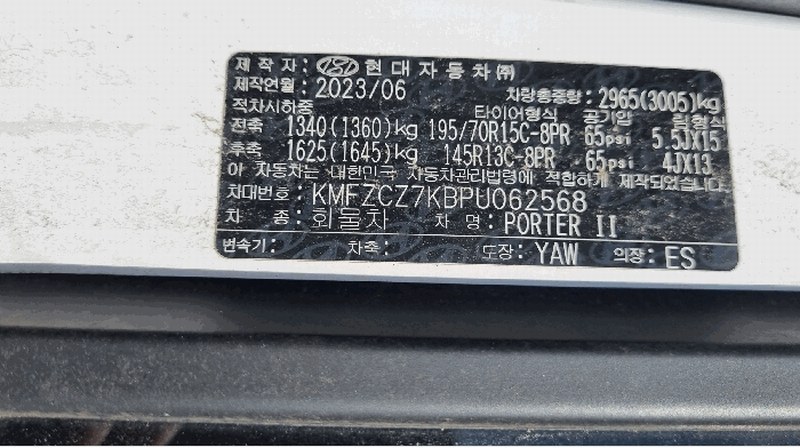 제작자: 현대자동차(주)
제작연월: 2023/06 차량총중량: 2965(3005)kg
적차시하중 타이어형식 공기압 림형식
전축 1340(1360)kg 195/70R15C-8PR 65psi 5.5JX15
후축 1625(1645)kg 145R13C-8PR 65psi 4JX13
이 자동차는 대한민국 자동차관리법령에 적합하게 제작되었습니다
차대번호: KMFZCZ7KBPU062568
차 종: 화물차 차 명: PORTER II
변속기: 차축: 도장: YAW 의장: ES